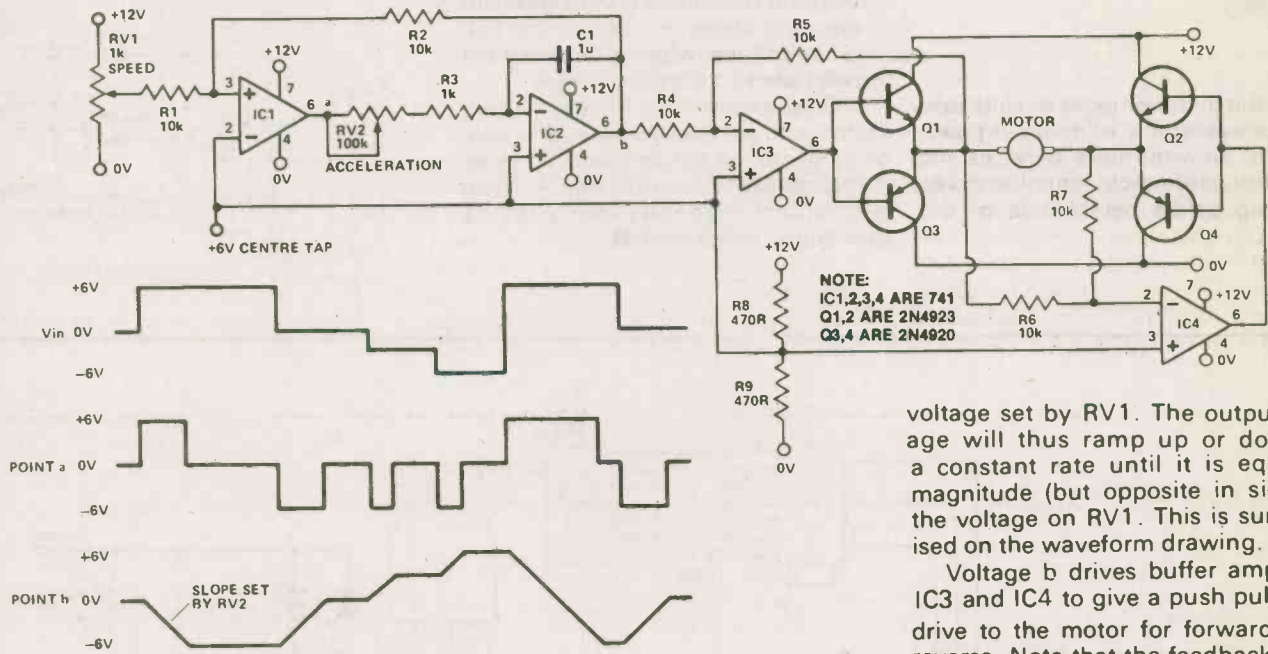 +12V
RV1
1k
SPEED
0V
R1
10k
R2
10k
+12V
3
+
7
IC1
6
a
2
−
4
0V
RV2
100k
ACCELERATION
R3
1k
C1
1u
+12V
2
−
7
IC2
6
b
3
+
4
0V
+6V CENTRE TAP
R4
10k
R5
10k
+12V
2
−
7
IC3
6
3
+
4
0V
Q1
Q3
MOTOR
+12V
Q2
R7
10k
Q4
0V
+12V
R8
470R
R9
470R
0V
NOTE:
IC1,2,3,4 ARE 741
Q1,2 ARE 2N4923
Q3,4 ARE 2N4920
R6
10k
2
−
7
+12V
IC4
6
3
+
4
0V
+6V
Vin 0V
−6V
+6V
POINT a 0V
−6V
+6V
POINT b 0V
−6V
SLOPE SET
BY RV2
voltage set by RV1. The outpu
age will thus ramp up or do
a constant rate until it is eq
magnitude (but opposite in si
the voltage on RV1. This is su
ised on the waveform drawing.
Voltage b drives buffer amp
IC3 and IC4 to give a push pul
drive to the motor for forward
reverse. Note that the feedback